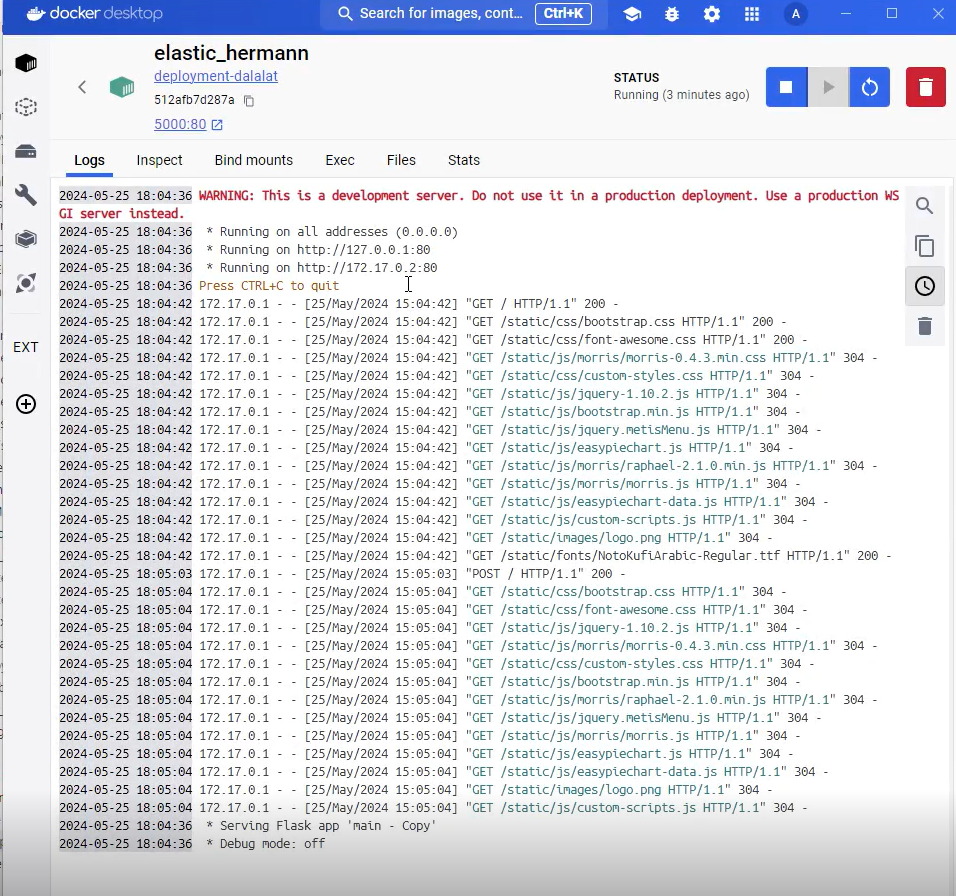 docker desktop
Search for images, cont...
Ctrl+K
A
elastic_hermann
deployment-dalalat
512afb7d287a
5000:80
STATUS
Running (3 minutes ago)
Logs Inspect Bind mounts Exec Files Stats
EXT
2024-05-25 18:04:36 WARNING: This is a development server. Do not use it in a production deployment. Use a production WS
GI server instead.
2024-05-25 18:04:36  * Running on all addresses (0.0.0.0)
2024-05-25 18:04:36  * Running on http://127.0.0.1:80
2024-05-25 18:04:36  * Running on http://172.17.0.2:80
2024-05-25 18:04:36 Press CTRL+C to quit
2024-05-25 18:04:42 172.17.0.1 - - [25/May/2024 15:04:42] "GET / HTTP/1.1" 200 -
2024-05-25 18:04:42 172.17.0.1 - - [25/May/2024 15:04:42] "GET /static/css/bootstrap.css HTTP/1.1" 200 -
2024-05-25 18:04:42 172.17.0.1 - - [25/May/2024 15:04:42] "GET /static/css/font-awesome.css HTTP/1.1" 200 -
2024-05-25 18:04:42 172.17.0.1 - - [25/May/2024 15:04:42] "GET /static/js/morris/morris-0.4.3.min.css HTTP/1.1" 304 -
2024-05-25 18:04:42 172.17.0.1 - - [25/May/2024 15:04:42] "GET /static/css/custom-styles.css HTTP/1.1" 304 -
2024-05-25 18:04:42 172.17.0.1 - - [25/May/2024 15:04:42] "GET /static/js/jquery-1.10.2.js HTTP/1.1" 304 -
2024-05-25 18:04:42 172.17.0.1 - - [25/May/2024 15:04:42] "GET /static/js/bootstrap.min.js HTTP/1.1" 304 -
2024-05-25 18:04:42 172.17.0.1 - - [25/May/2024 15:04:42] "GET /static/js/jquery.metisMenu.js HTTP/1.1" 304 -
2024-05-25 18:04:42 172.17.0.1 - - [25/May/2024 15:04:42] "GET /static/js/easypiechart.js HTTP/1.1" 304 -
2024-05-25 18:04:42 172.17.0.1 - - [25/May/2024 15:04:42] "GET /static/js/morris/raphael-2.1.0.min.js HTTP/1.1" 304 -
2024-05-25 18:04:42 172.17.0.1 - - [25/May/2024 15:04:42] "GET /static/js/morris/morris.js HTTP/1.1" 304 -
2024-05-25 18:04:42 172.17.0.1 - - [25/May/2024 15:04:42] "GET /static/js/easypiechart-data.js HTTP/1.1" 304 -
2024-05-25 18:04:42 172.17.0.1 - - [25/May/2024 15:04:42] "GET /static/js/custom-scripts.js HTTP/1.1" 304 -
2024-05-25 18:04:42 172.17.0.1 - - [25/May/2024 15:04:42] "GET /static/images/logo.png HTTP/1.1" 304 -
2024-05-25 18:04:42 172.17.0.1 - - [25/May/2024 15:04:42] "GET /static/fonts/NotoKufiArabic-Regular.ttf HTTP/1.1" 200 -
2024-05-25 18:05:03 172.17.0.1 - - [25/May/2024 15:05:03] "POST / HTTP/1.1" 200 -
2024-05-25 18:05:04 172.17.0.1 - - [25/May/2024 15:05:04] "GET /static/css/bootstrap.css HTTP/1.1" 304 -
2024-05-25 18:05:04 172.17.0.1 - - [25/May/2024 15:05:04] "GET /static/css/font-awesome.css HTTP/1.1" 304 -
2024-05-25 18:05:04 172.17.0.1 - - [25/May/2024 15:05:04] "GET /static/js/jquery-1.10.2.js HTTP/1.1" 304 -
2024-05-25 18:05:04 172.17.0.1 - - [25/May/2024 15:05:04] "GET /static/js/morris/morris-0.4.3.min.css HTTP/1.1" 304 -
2024-05-25 18:05:04 172.17.0.1 - - [25/May/2024 15:05:04] "GET /static/css/custom-styles.css HTTP/1.1" 304 -
2024-05-25 18:05:04 172.17.0.1 - - [25/May/2024 15:05:04] "GET /static/js/bootstrap.min.js HTTP/1.1" 304 -
2024-05-25 18:05:04 172.17.0.1 - - [25/May/2024 15:05:04] "GET /static/js/morris/raphael-2.1.0.min.js HTTP/1.1" 304 -
2024-05-25 18:05:04 172.17.0.1 - - [25/May/2024 15:05:04] "GET /static/js/jquery.metisMenu.js HTTP/1.1" 304 -
2024-05-25 18:05:04 172.17.0.1 - - [25/May/2024 15:05:04] "GET /static/js/morris/morris.js HTTP/1.1" 304 -
2024-05-25 18:05:04 172.17.0.1 - - [25/May/2024 15:05:04] "GET /static/js/easypiechart.js HTTP/1.1" 304 -
2024-05-25 18:05:04 172.17.0.1 - - [25/May/2024 15:05:04] "GET /static/js/easypiechart-data.js HTTP/1.1" 304 -
2024-05-25 18:05:04 172.17.0.1 - - [25/May/2024 15:05:04] "GET /static/images/logo.png HTTP/1.1" 304 -
2024-05-25 18:05:04 172.17.0.1 - - [25/May/2024 15:05:04] "GET /static/js/custom-scripts.js HTTP/1.1" 304 -
2024-05-25 18:04:36  * Serving Flask app 'main - Copy'
2024-05-25 18:04:36  * Debug mode: off